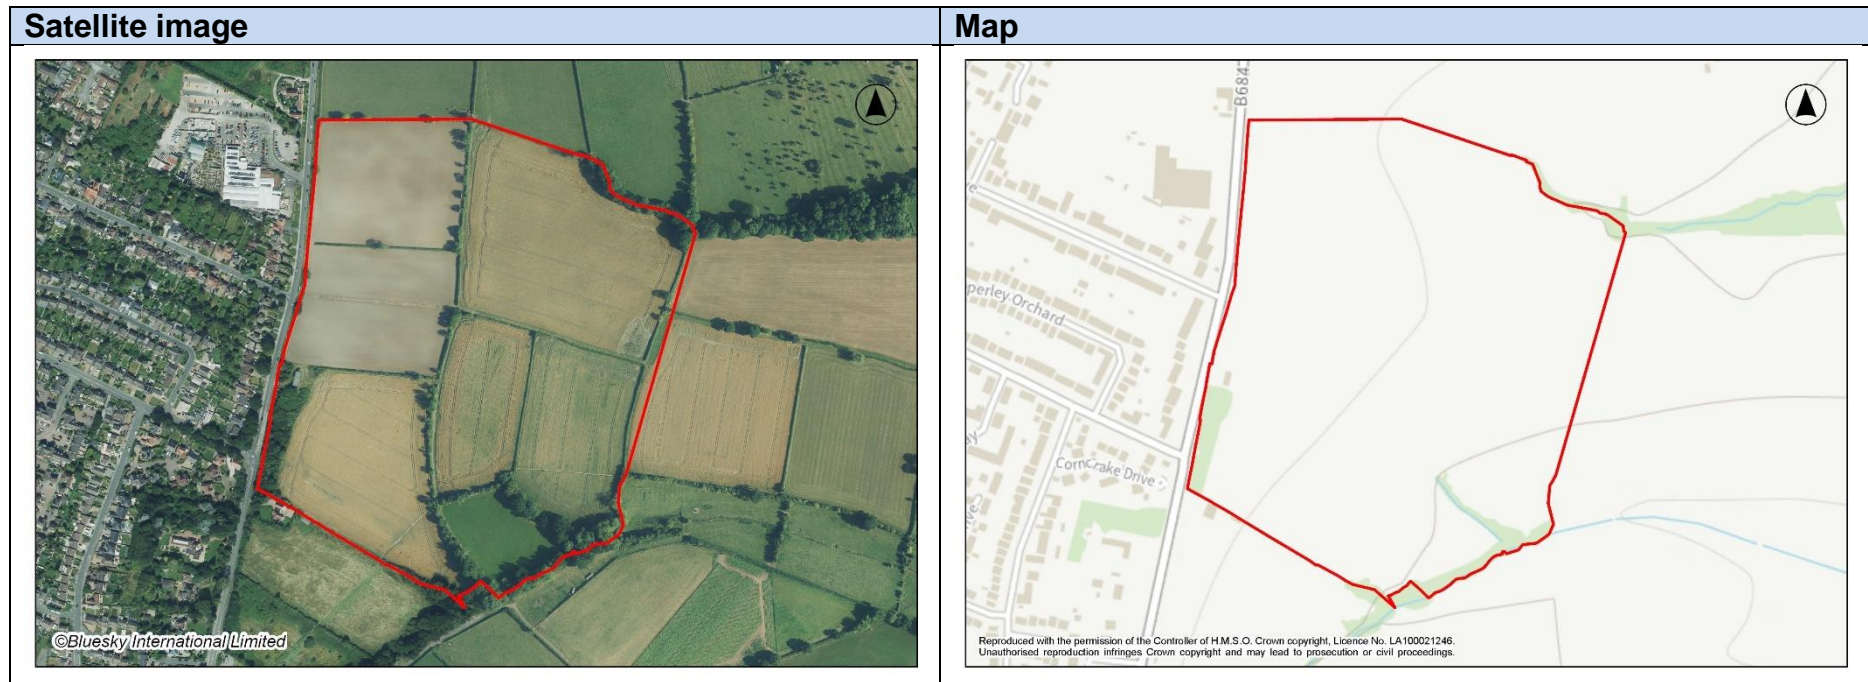 Satellite image
Map
©Bluesky International Limited
B684
perley Orchard
Corncrake Drive
Reproduced with the permission of the Controller of H.M.S.O. Crown copyright, Licence No. LA100021246.
Unauthorised reproduction infringes Crown copyright and may lead to prosecution or civil proceedings.